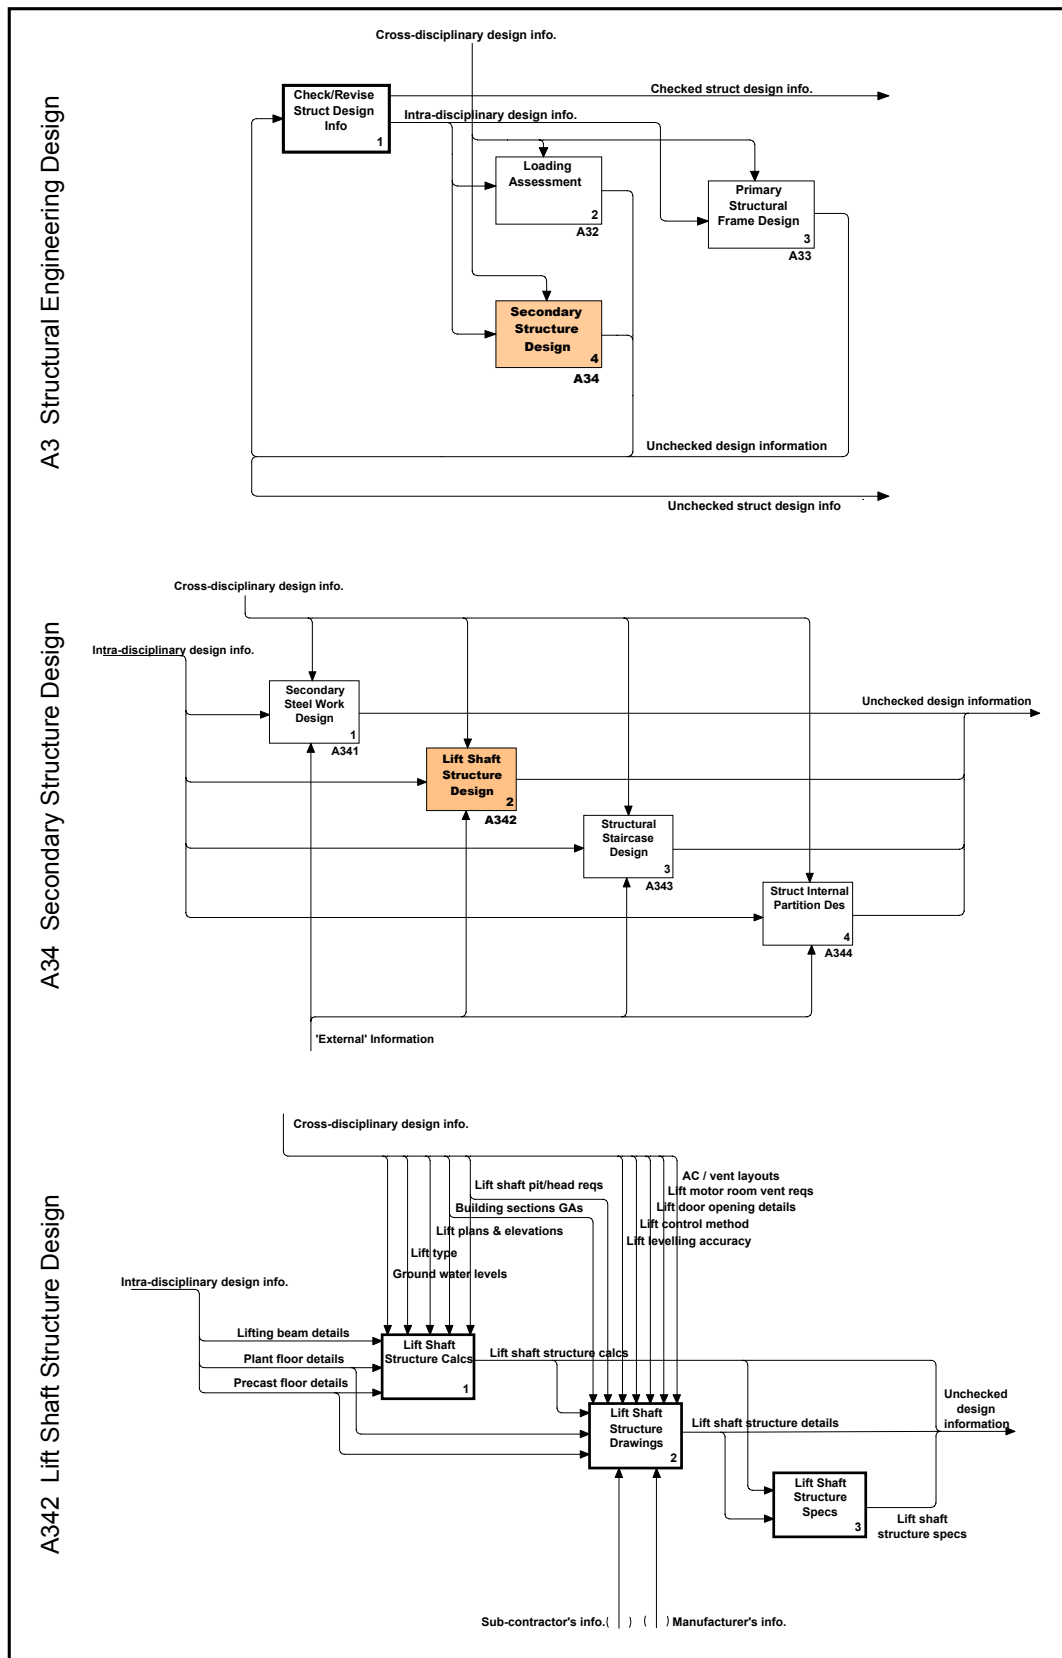 A3 Structural Engineering Design
Cross-disciplinary design info.
Check/Revise
Struct Design
Info
1
Checked struct design info.
Intra-disciplinary design info.
Loading
Assessment
2
A32
Primary
Structural
Frame Design
3
A33
Secondary
Structure
Design
4
A34
Unchecked design information
Unchecked struct design info
A34 Secondary Structure Design
Cross-disciplinary design info.
Intra-disciplinary design info.
Secondary
Steel Work
Design
1
A341
Unchecked design information
Lift Shaft
Structure
Design
2
A342
Structural
Staircase
Design
3
A343
Struct Internal
Partition Des
4
A344
'External' Information
A342 Lift Shaft Structure Design
Cross-disciplinary design info.
Lift shaft pit/head reqs
Building sections GAs
Lift plans & elevations
Lift type
Ground water levels
AC / vent layouts
Lift motor room vent reqs
Lift door opening details
Lift control method
Lift levelling accuracy
Intra-disciplinary design info.
Lifting beam details
Plant floor details
Precast floor details
Lift Shaft
Structure Calcs
1
Lift shaft structure calcs
Lift Shaft
Structure
Drawings
2
Lift shaft structure details
Unchecked
design
information
Lift Shaft
Structure
Specs
3
Lift shaft
structure specs
Sub-contractor's info.( )
( ) Manufacturer's info.